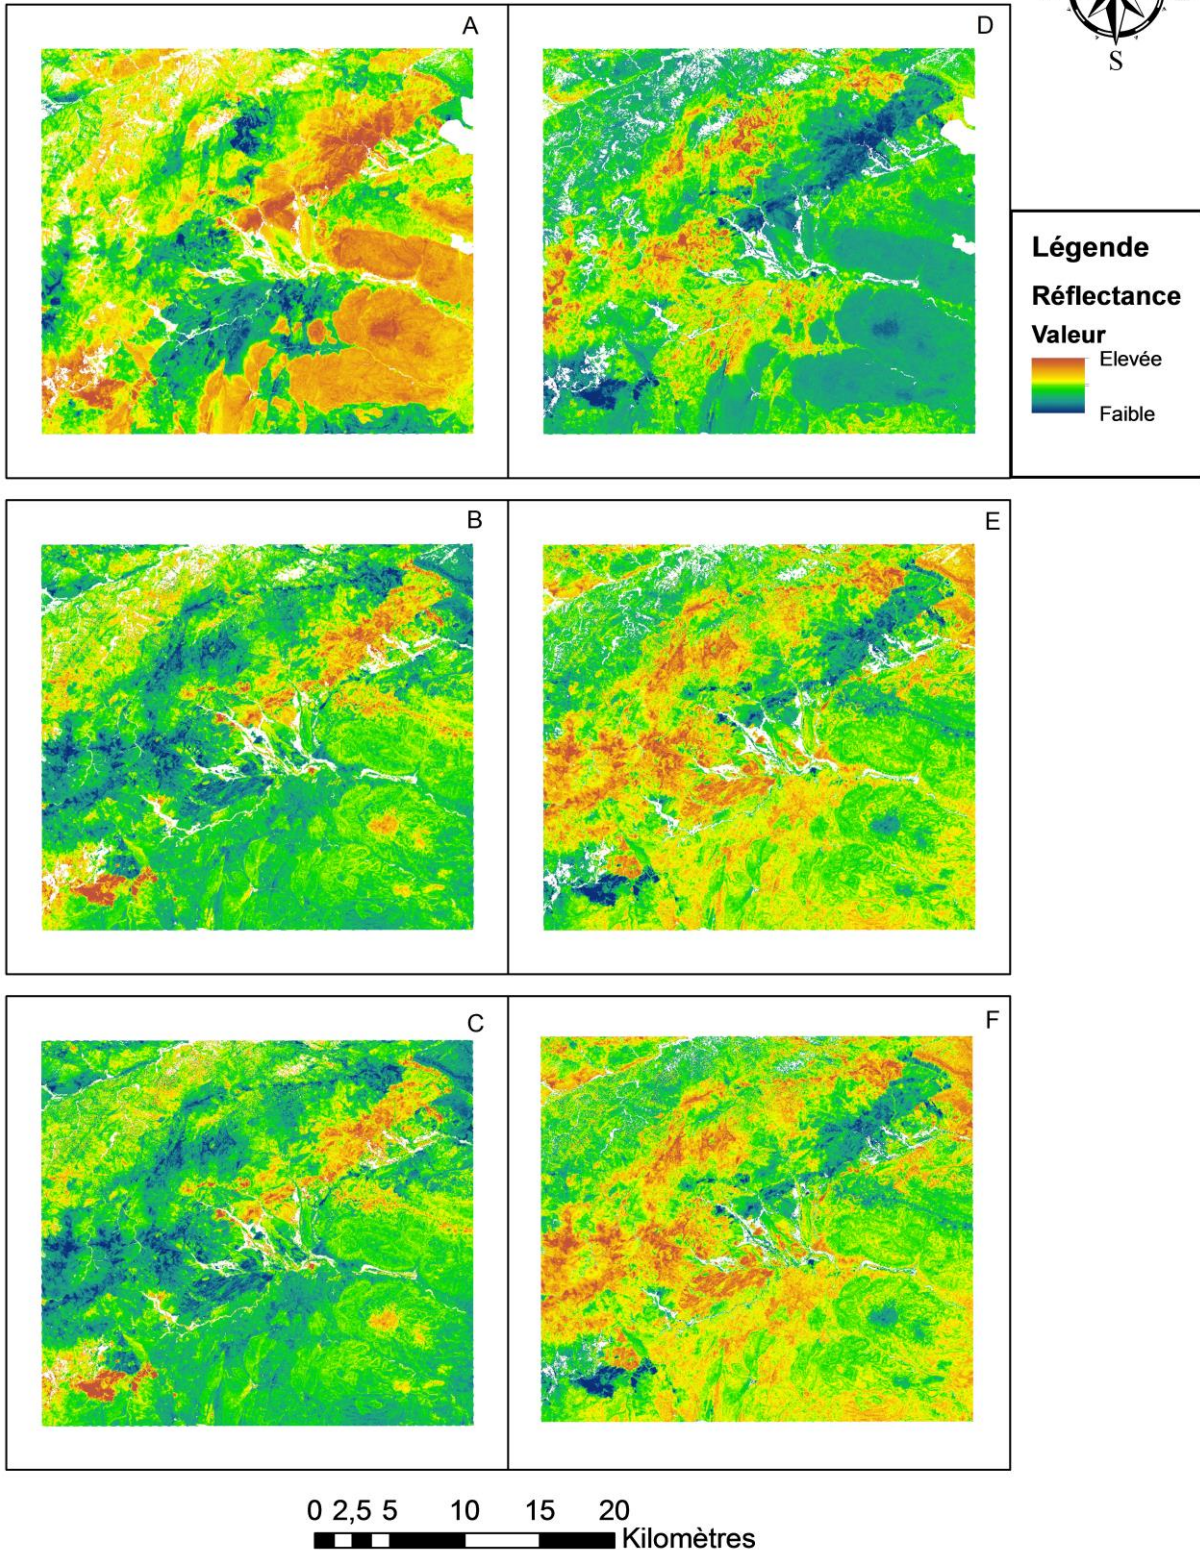 A
D
S
Légende
Réflectance
Valeur
Elevée
Faible
B
E
C
F
0 2,5 5 10 15 20
Kilomètres